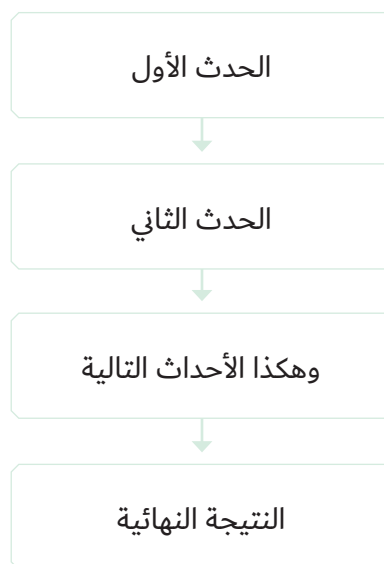 الحدث الأول
الحدث الثاني
وهكذا الأحداث التالية
النتيجة النهائية